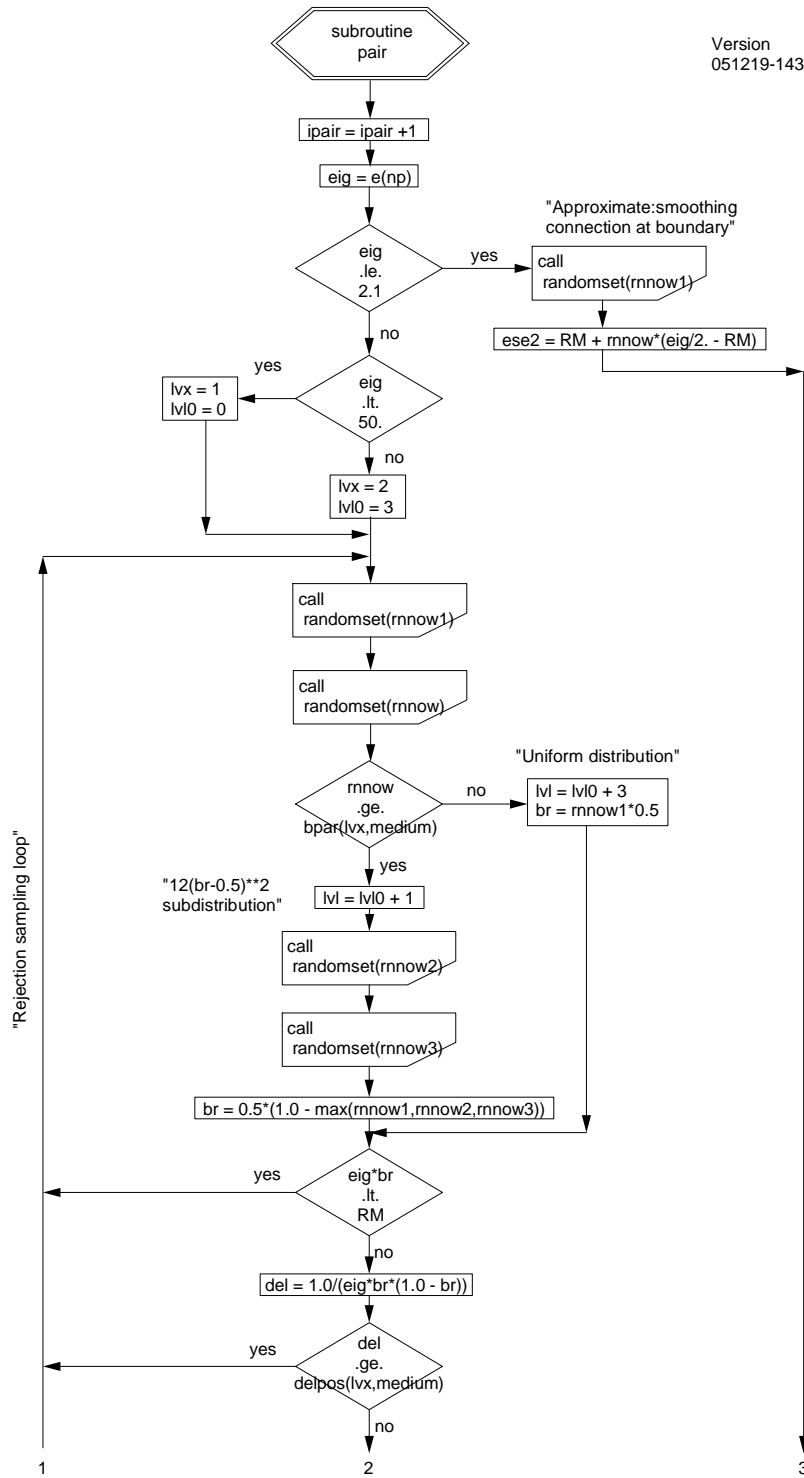 subroutine
pair
Version
051219-143
ipair = ipair +1
eig = e(np)
"Approximate:smoothing
connection at boundary"
eig
.le.
2.1
yes
call
randomset(rnnow1)
no
ese2 = RM + rnnow*(eig/2. - RM)
yes
eig
.lt.
50.
lvx = 1
lvl0 = 0
no
lvx = 2
lvl0 = 3
call
randomset(rnnow1)
call
randomset(rnnow)
"Uniform distribution"
rnnow
.ge.
bpar(lvx,medium)
no
lvl = lvl0 + 3
br = rnnow1*0.5
yes
"12(br-0.5)**2
subdistribution"
lvl = lvl0 + 1
call
randomset(rnnow2)
call
randomset(rnnow3)
"Rejection sampling loop"
br = 0.5*(1.0 - max(rnnow1,rnnow2,rnnow3))
yes
eig*br
.lt.
RM
no
del = 1.0/(eig*br*(1.0 - br))
yes
del
.ge.
delpos(lvx,medium)
no
1
2
3